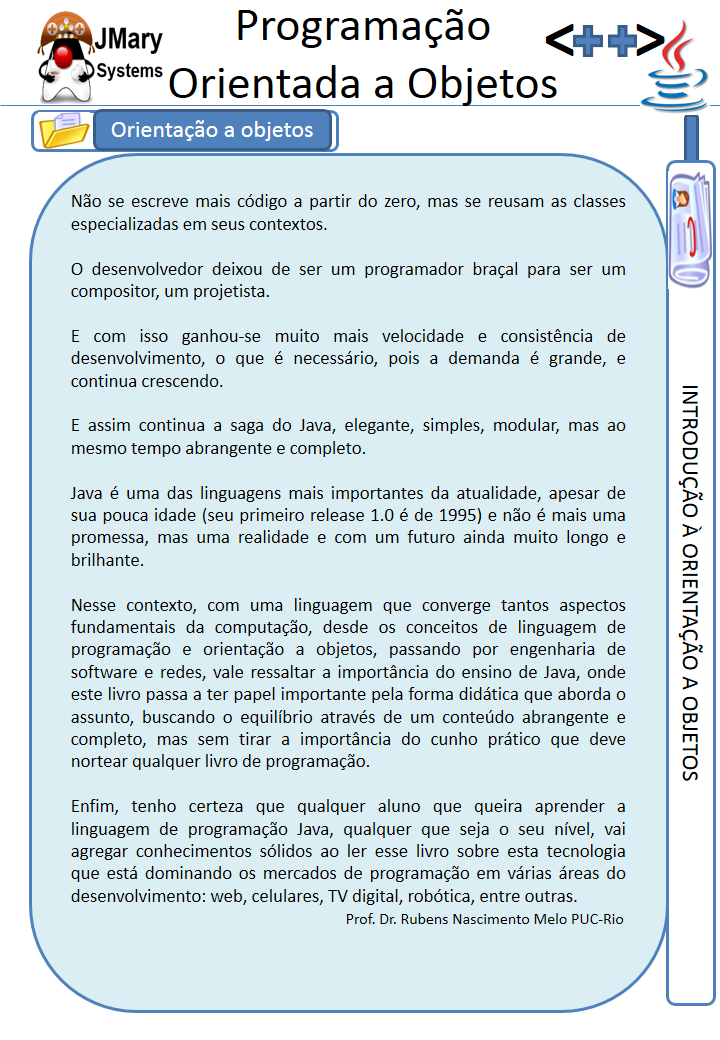 JMary
Systems
Programação
Orientada a Objetos
<++>
Orientação a objetos
Não se escreve mais código a partir do zero, mas se reusam as classes
especializadas em seus contextos.
O desenvolvedor deixou de ser um programador braçal para ser um
compositor, um projetista.
E com isso ganhou-se muito mais velocidade e consistência de
desenvolvimento, o que é necessário, pois a demanda é grande, e
continua crescendo.
E assim continua a saga do Java, elegante, simples, modular, mas ao
mesmo tempo abrangente e completo.
Java é uma das linguagens mais importantes da atualidade, apesar de
sua pouca idade (seu primeiro release 1.0 é de 1995) e não é mais uma
promessa, mas uma realidade e com um futuro ainda muito longo e
brilhante.
Nesse contexto, com uma linguagem que converge tantos aspectos
fundamentais da computação, desde os conceitos de linguagem de
programação e orientação a objetos, passando por engenharia de
software e redes, vale ressaltar a importância do ensino de Java, onde
este livro passa a ter papel importante pela forma didática que aborda o
assunto, buscando o equilíbrio através de um conteúdo abrangente e
completo, mas sem tirar a importância do cunho prático que deve
nortear qualquer livro de programação.
Enfim, tenho certeza que qualquer aluno que queira aprender a
linguagem de programação Java, qualquer que seja o seu nível, vai
agregar conhecimentos sólidos ao ler esse livro sobre esta tecnologia
que está dominando os mercados de programação em várias áreas do
desenvolvimento: web, celulares, TV digital, robótica, entre outras.
Prof. Dr. Rubens Nascimento Melo PUC-Rio
INTRODUÇÃO À ORIENTAÇÃO A OBJETOS